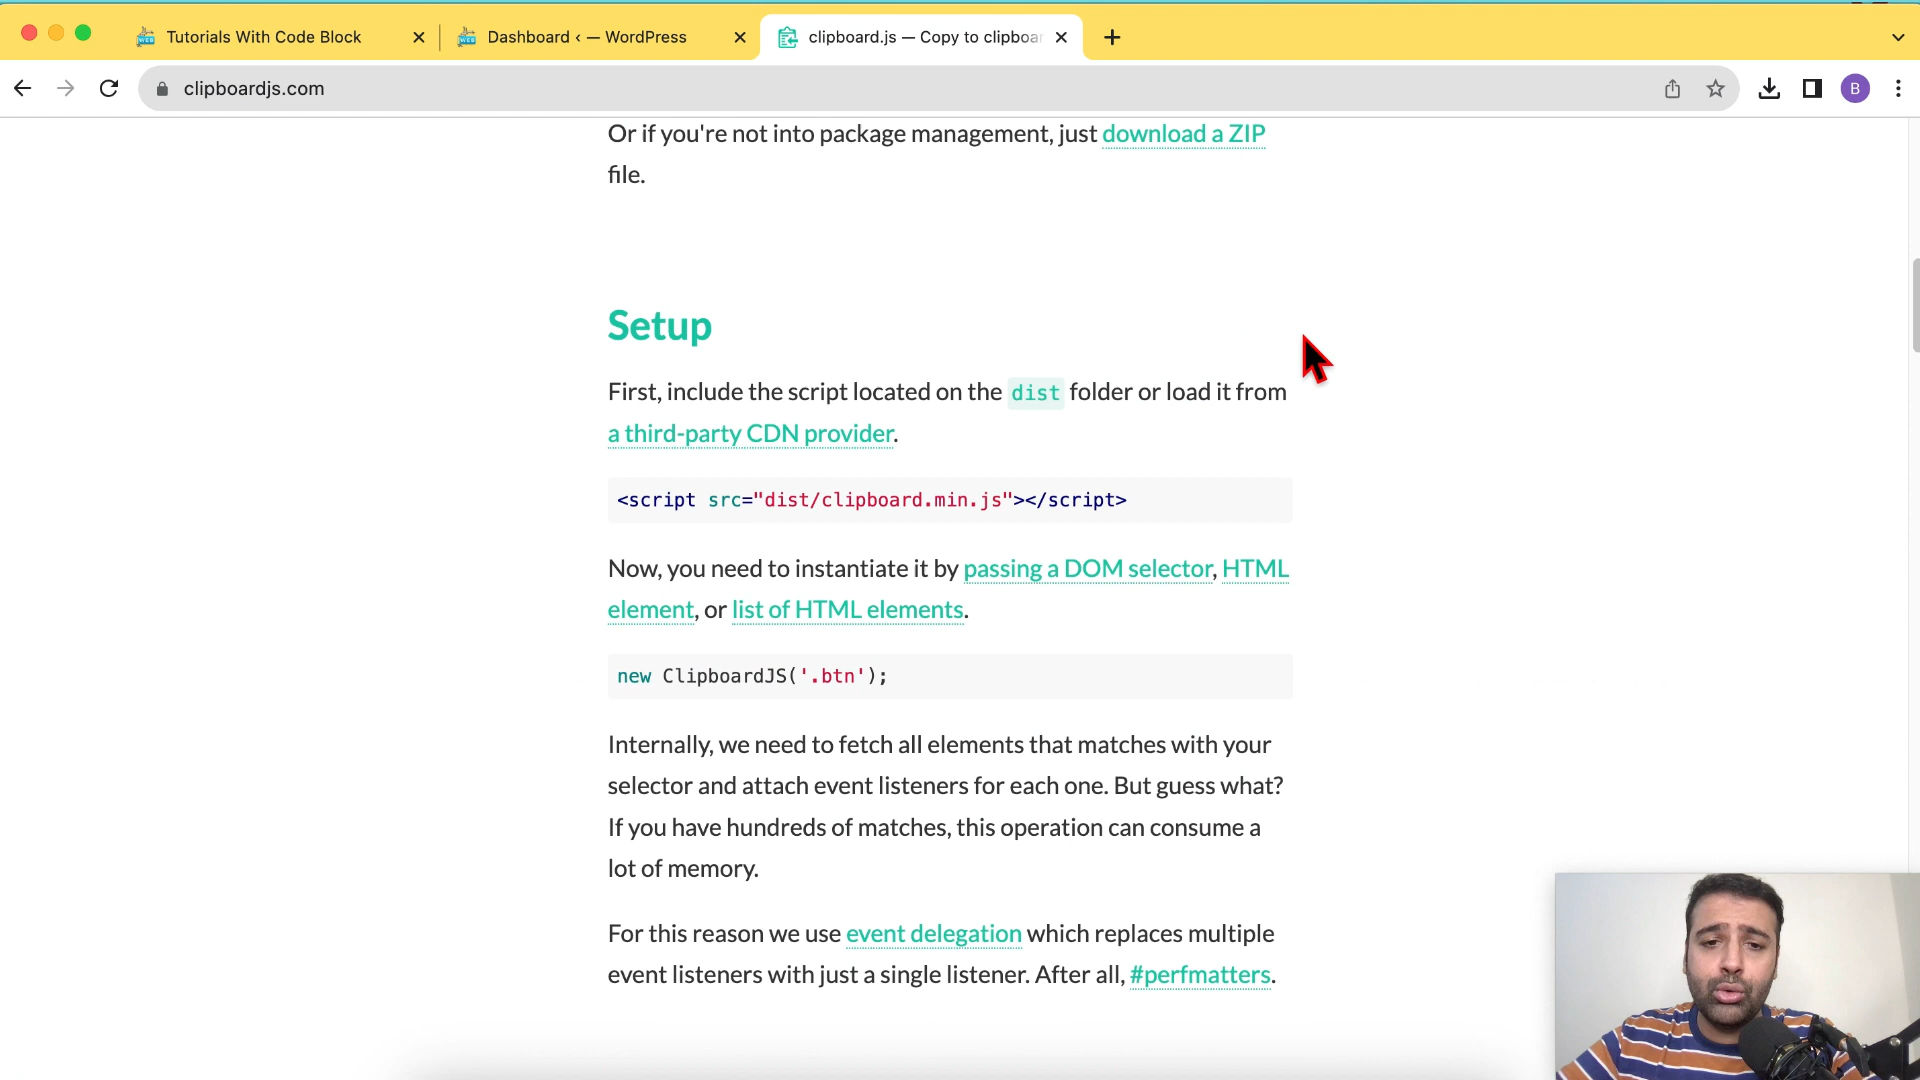 Tutorials With Code Block
Dashboard ‹ — WordPress
clipboard.js — Copy to clipboar
clipboardjs.com
B
Or if you're not into package management, just download a ZIP
file.
Setup
First, include the script located on the dist folder or load it from
a third-party CDN provider.
<script src="dist/clipboard.min.js"></script>
Now, you need to instantiate it by passing a DOM selector, HTML
element, or list of HTML elements.
new ClipboardJS('.btn');
Internally, we need to fetch all elements that matches with your
selector and attach event listeners for each one. But guess what?
If you have hundreds of matches, this operation can consume a
lot of memory.
For this reason we use event delegation which replaces multiple
event listeners with just a single listener. After all, #perfmatters.